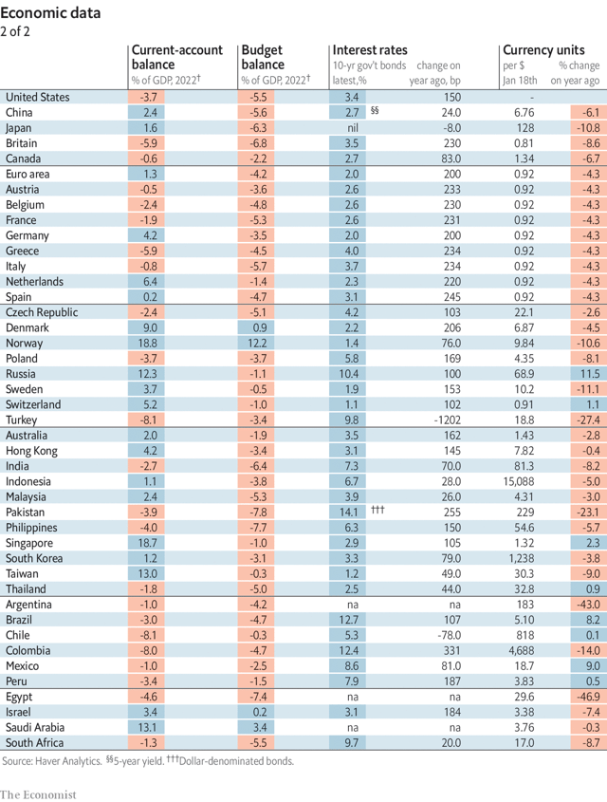 Economic data
2 of 2
Current-account balance % of GDP, 2022† Budget balance % of GDP, 2022† Interest rates 10-yr gov't bonds latest,% change on year ago, bp Currency units per $ Jan 18th % change on year ago
United States -3.7 -5.5 3.4 150 -
China 2.4 -5.6 2.7 §§ 24.0 6.76 -6.1
Japan 1.6 -6.3 nil -8.0 128 -10.8
Britain -5.9 -6.8 3.5 230 0.81 -8.6
Canada -0.6 -2.2 2.7 83.0 1.34 -6.7
Euro area 1.3 -4.2 2.0 200 0.92 -4.3
Austria -0.5 -3.6 2.6 233 0.92 -4.3
Belgium -2.4 -4.8 2.6 230 0.92 -4.3
France -1.9 -5.3 2.6 231 0.92 -4.3
Germany 4.2 -3.5 2.0 200 0.92 -4.3
Greece -5.9 -4.5 4.0 234 0.92 -4.3
Italy -0.8 -5.7 3.7 234 0.92 -4.3
Netherlands 6.4 -1.4 2.3 220 0.92 -4.3
Spain 0.2 -4.7 3.1 245 0.92 -4.3
Czech Republic -2.4 -5.1 4.2 103 22.1 -2.6
Denmark 9.0 0.9 2.2 206 6.87 -4.5
Norway 18.8 12.2 1.4 76.0 9.84 -10.6
Poland -3.7 -3.7 5.8 169 4.35 -8.1
Russia 12.3 -1.1 10.4 100 68.9 11.5
Sweden 3.7 -0.5 1.9 153 10.2 -11.1
Switzerland 5.2 -1.0 1.1 102 0.91 1.1
Turkey -8.1 -3.4 9.8 -1202 18.8 -27.4
Australia 2.0 -1.9 3.5 162 1.43 -2.8
Hong Kong 4.2 -3.4 3.1 145 7.82 -0.4
India -2.7 -6.4 7.3 70.0 81.3 -8.2
Indonesia 1.1 -3.8 6.7 28.0 15,088 -5.0
Malaysia 2.4 -5.3 3.9 26.0 4.31 -3.0
Pakistan -3.9 -7.8 14.1 ††† 255 229 -23.1
Philippines -4.0 -7.7 6.3 150 54.6 -5.7
Singapore 18.7 -1.0 2.9 105 1.32 2.3
South Korea 1.2 -3.1 3.3 79.0 1,238 -3.8
Taiwan 13.0 -0.3 1.2 49.0 30.3 -9.0
Thailand -1.8 -5.0 2.5 44.0 32.8 0.9
Argentina -1.0 -4.2 na na 183 -43.0
Brazil -3.0 -4.7 12.7 107 5.10 8.2
Chile -8.1 -0.3 5.3 -78.0 818 0.1
Colombia -8.0 -4.7 12.4 331 4,688 -14.0
Mexico -1.0 -2.5 8.6 81.0 18.7 9.0
Peru -3.4 -1.5 7.9 187 3.83 0.5
Egypt -4.6 -7.4 na na 29.6 -46.9
Israel 3.4 0.2 3.1 184 3.38 -7.4
Saudi Arabia 13.1 3.4 na na 3.76 -0.3
South Africa -1.3 -5.5 9.7 20.0 17.0 -8.7
Source: Haver Analytics. §§5-year yield. †††Dollar-denominated bonds.
The Economist